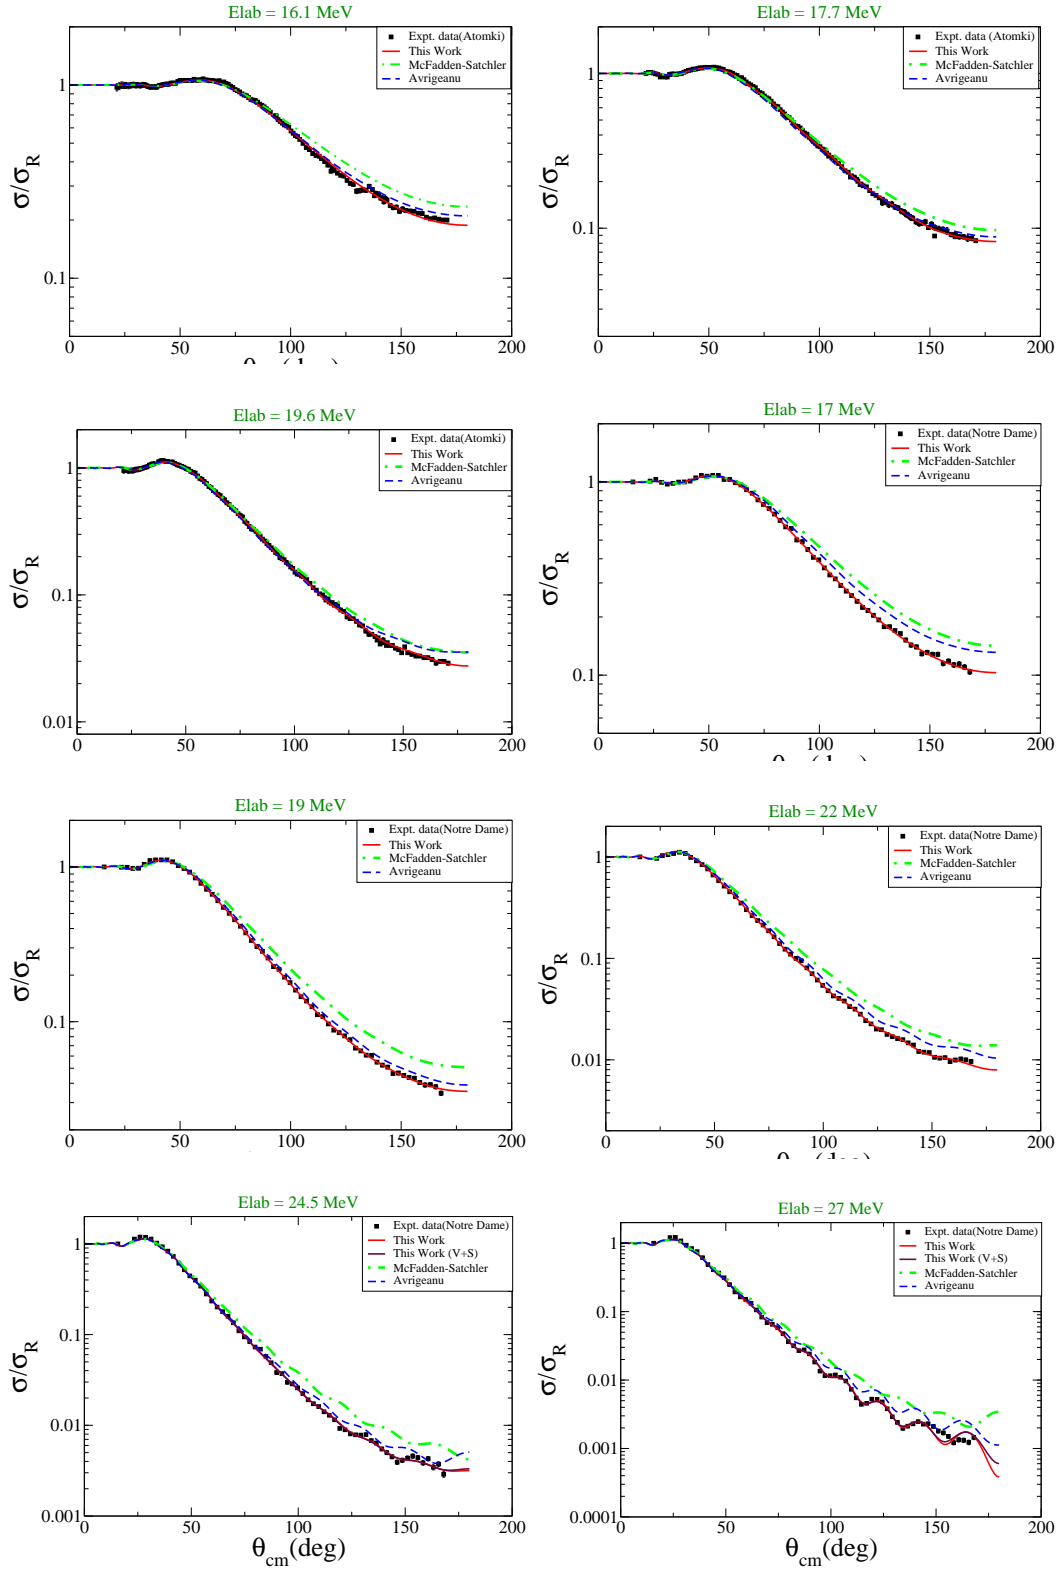 Elab = 16.1 MeV
Expt. data(Atomki)
This Work
McFadden-Satchler
Avrigeanu
σ/σR
1
0.1
0 50 100 150 200
Elab = 17.7 MeV
Expt. data (Atomki)
This Work
McFadden-Satchler
Avrigeanu
σ/σR
1
0.1
0 50 100 150 200
Elab = 19.6 MeV
Expt. data(Atomki)
This Work
McFadden-Satchler
Avrigeanu
σ/σR
1
0.1
0.01
0 50 100 150 200
Elab = 17 MeV
Expt. data(Notre Dame)
This Work
McFadden-Satchler
Avrigeanu
σ/σR
1
0.1
0 50 100 150 200
Elab = 19 MeV
Expt. data(Notre Dame)
This Work
McFadden-Satchler
Avrigeanu
σ/σR
1
0.1
0 50 100 150 200
Elab = 22 MeV
Expt. data(Notre Dame)
This Work
McFadden-Satchler
Avrigeanu
σ/σR
1
0.1
0.01
0 50 100 150 200
Elab = 24.5 MeV
Expt. data(Notre Dame)
This Work
This Work (V+S)
McFadden-Satchler
Avrigeanu
σ/σR
1
0.1
0.01
0.001
0 50 100 150 200
θcm(deg)
Elab = 27 MeV
Expt. data(Notre Dame)
This Work
This Work (V+S)
McFadden-Satchler
Avrigeanu
σ/σR
1
0.1
0.01
0.001
0.0001
0 50 100 150 200
θcm(deg)